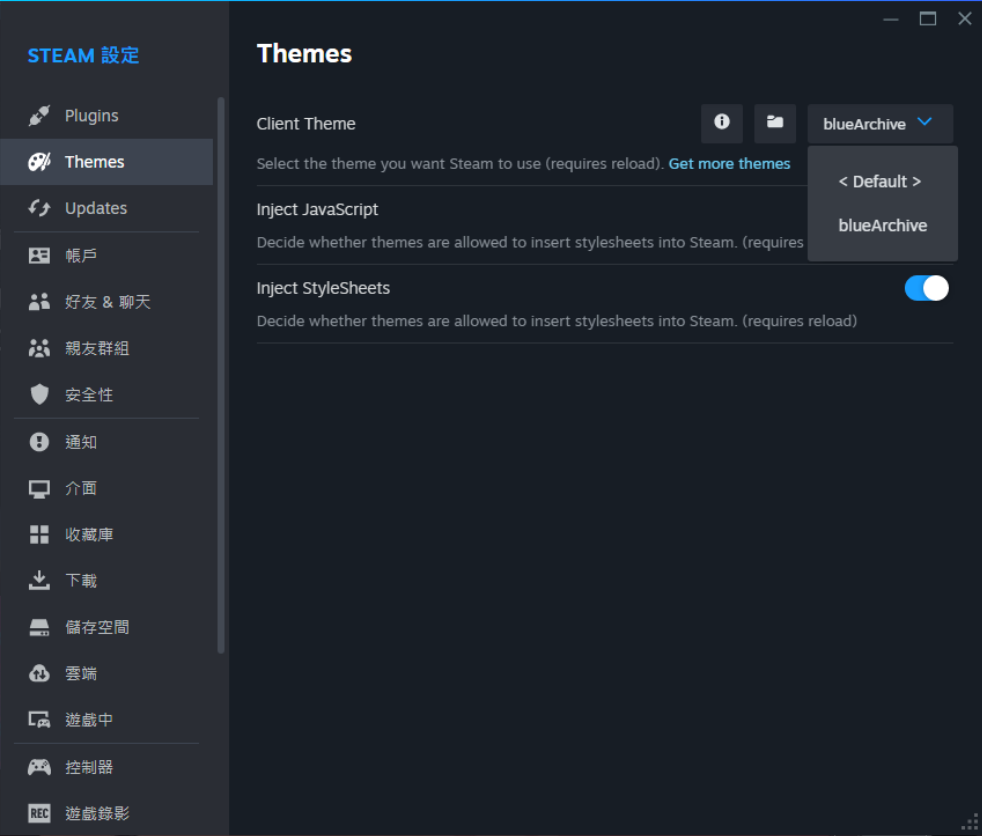 STEAM 設定
Plugins
Themes
Updates
帳戶
好友 & 聊天
親友群組
安全性
通知
介面
收藏庫
下載
儲存空間
雲端
遊戲中
控制器
REC 遊戲錄影
Themes
Client Theme
blueArchive
Select the theme you want Steam to use (requires reload). Get more themes
< Default >
blueArchive
Inject JavaScript
Decide whether themes are allowed to insert stylesheets into Steam. (requires
Inject StyleSheets
Decide whether themes are allowed to insert stylesheets into Steam. (requires reload)